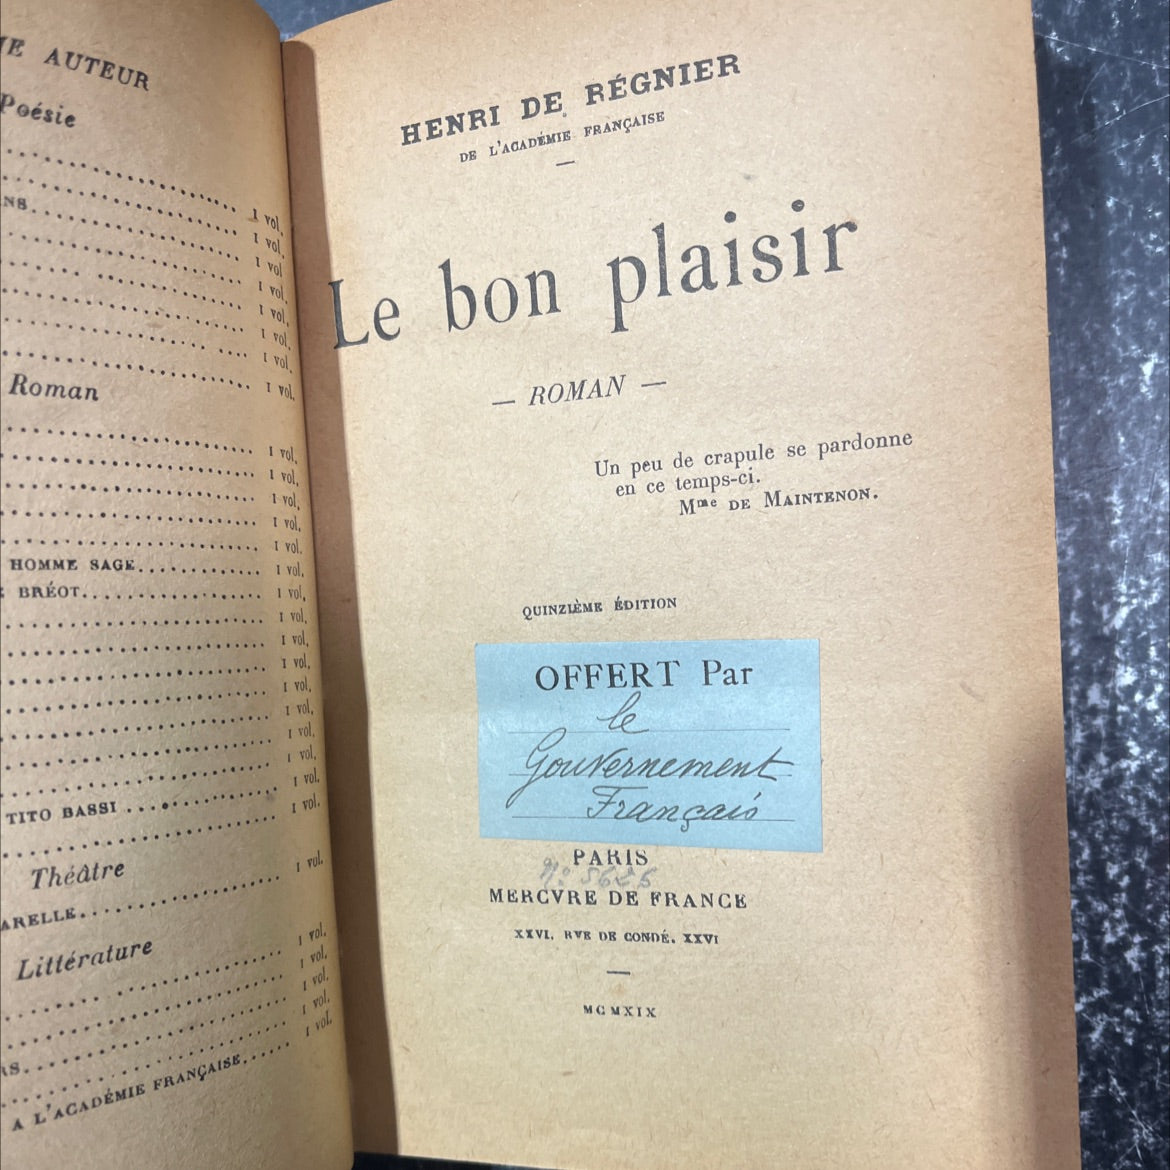 ME AUTEUR
Poésie
I vol.
NS I vol.
I vol
I vol.
I vol.
I vol.
I vol.
I vol.
Roman
I vol.
I vol.
I vol.
I vol.
I vol.
HOMME SAGE I vol.
BRÉOT I vol.
I vol.
I vol.
I vol.
I vol.
I vol.
I vol.
I vol.
I vol.
TITO BASSI I vol.
Théâtre
ARELLE I vol.
Littérature
I vol.
I vol.
I vol.
RS I vol.
A L'ACADÉMIE FRANÇAISE I vol.
HENRI DE RÉGNIER
DE L'ACADÉMIE FRANÇAISE
—
Le bon plaisir
— ROMAN —
Un peu de crapule se pardonne
en ce temps-ci.
Mme DE MAINTENON.
QUINZIÈME ÉDITION
OFFERT Par
le
Gouvernement
Français
PARIS
No 5626
MERCVRE DE FRANCE
XXVI, RVE DE CONDÉ, XXVI
—
MCMXIX